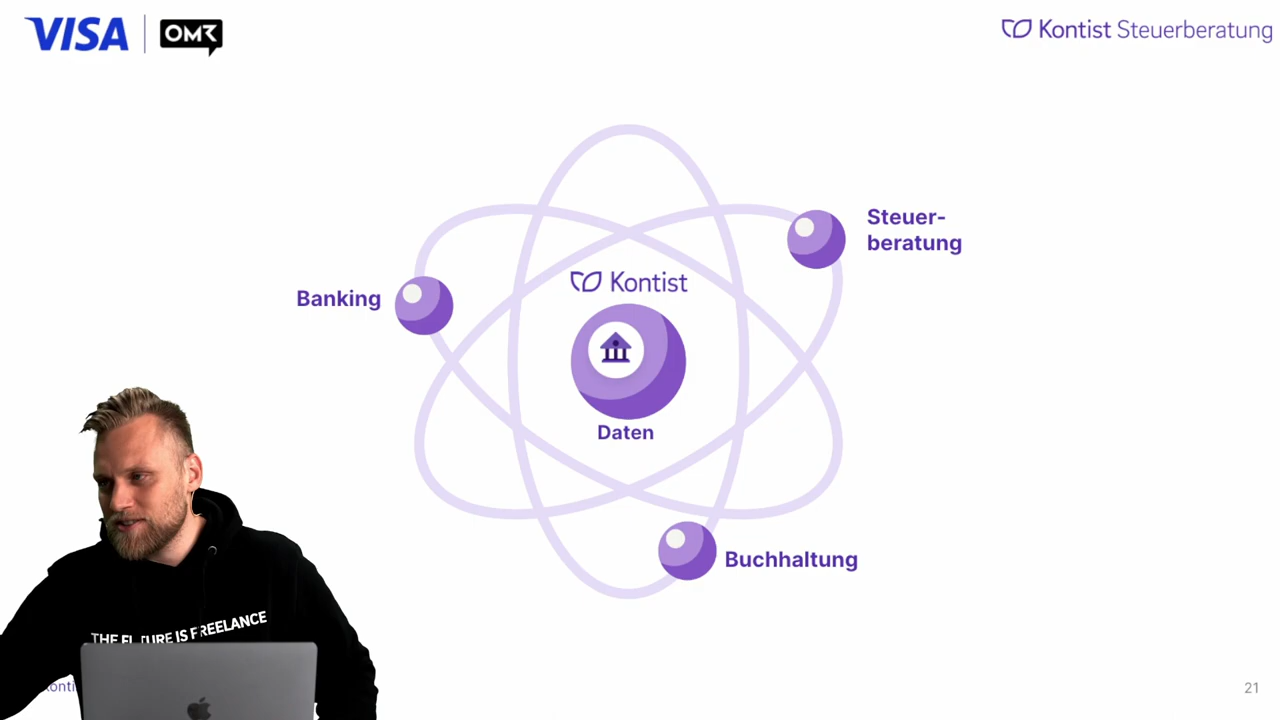 VISA
OMR
Kontist Steuerberatung
Steuer-
beratung
Banking
Kontist
Daten
Buchhaltung
THE FUTURE IS FREELANCE
21